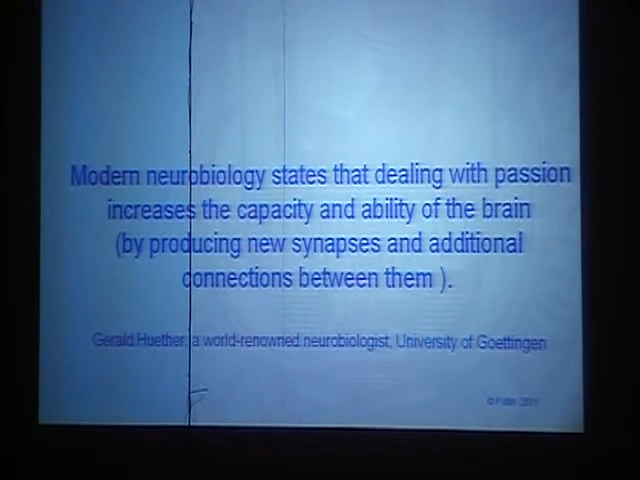 Modern neurobiology states that dealing with passion
increases the capacity and ability of the brain
(by producing new synapses and additional
connections between them ).
Gerald Huether, a world-renowned neurobiologist, University of Goettingen
©